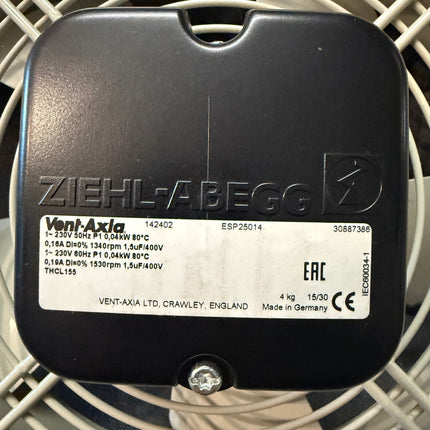 ZIEHL-ABEGG
Vent-Axia 142402 ESP25014 30887386
1~ 230V 50Hz P1 0,04kW 80°C
0,16A DI=0% 1340rpm 1,5uF/400V
1~ 230V 60Hz P1 0,04kW 80°C
0,19A DI=0% 1530rpm 1,5uF/400V
THCL155
EAC
IEC60034-1
4 kg 15/30 CE
VENT-AXIA LTD, CRAWLEY, ENGLAND Made in Germany